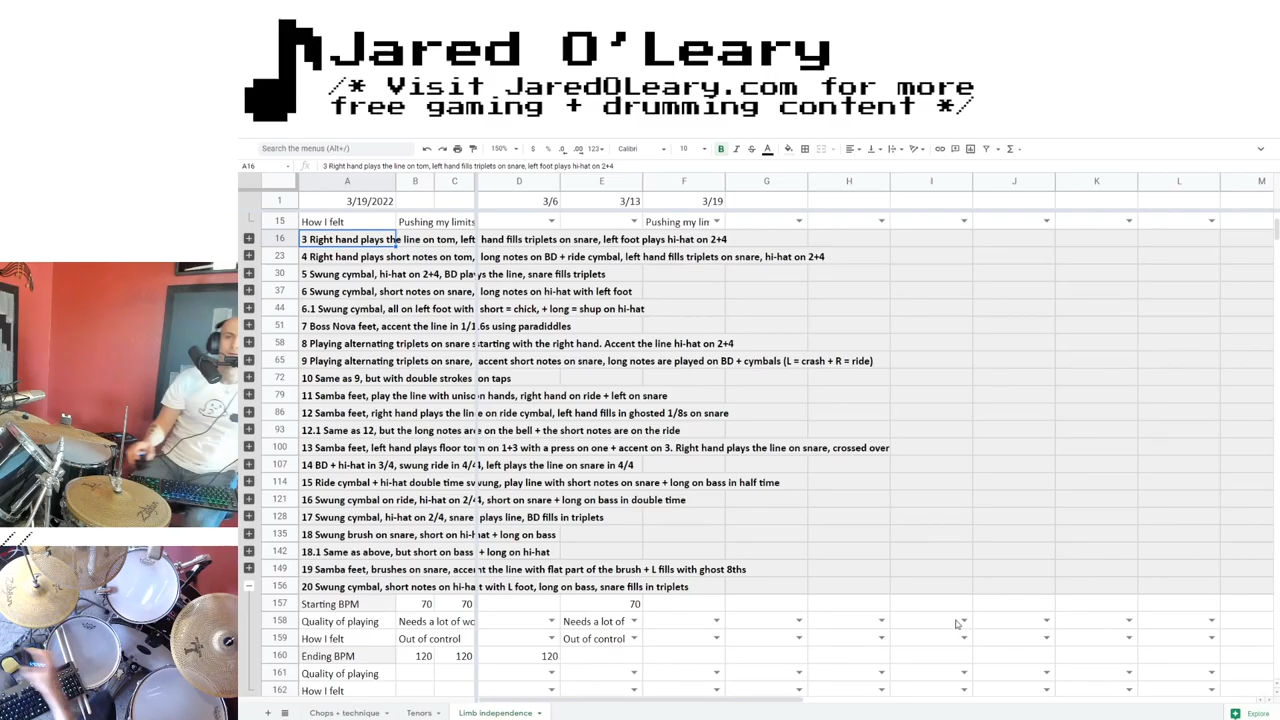 Jared O'Leary
/* Visit JaredOLeary.com for more
free gaming + drumming content */
Search the menus (Alt+/)
150%
$ % .0 .00 123
Calibri
10
B I S A
A16
fx
3 Right hand plays the line on tom, left hand fills triplets on snare, left foot plays hi-hat on 2+4
A B C D E F G H I J K L M
1 3/19/2022 3/6 3/13 3/19
15 How I felt Pushing my limits Pushing my lin
16 3 Right hand plays the line on tom, left hand fills triplets on snare, left foot plays hi-hat on 2+4
23 4 Right hand plays short notes on tom, long notes on BD + ride cymbal, left hand fills triplets on snare, hi-hat on 2+4
30 5 Swung cymbal, hi-hat on 2+4, BD plays the line, snare fills triplets
37 6 Swung cymbal, short notes on snare, long notes on hi-hat with left foot
44 6.1 Swung cymbal, all on left foot with short = chick, + long = shup on hi-hat
51 7 Boss Nova feet, accent the line in 1/16s using paradiddles
58 8 Playing alternating triplets on snare starting with the right hand. Accent the line hi-hat on 2+4
65 9 Playing alternating triplets on snare, accent short notes on snare, long notes are played on BD + cymbals (L = crash + R = ride)
72 10 Same as 9, but with double strokes on taps
79 11 Samba feet, play the line with unison hands, right hand on ride + left on snare
86 12 Samba feet, right hand plays the line on ride cymbal, left hand fills in ghosted 1/8s on snare
93 12.1 Same as 12, but the long notes are on the bell + the short notes are on the ride
100 13 Samba feet, left hand plays floor tom on 1+3 with a press on one + accent on 3. Right hand plays the line on snare, crossed over
107 14 BD + hi-hat in 3/4, swung ride in 4/4, left plays the line on snare in 4/4
114 15 Ride cymbal + hi-hat double time swung, play line with short notes on snare + long on bass in half time
121 16 Swung cymbal on ride, hi-hat on 2/4, short on snare + long on bass in double time
128 17 Swung cymbal, hi-hat on 2/4, snare plays line, BD fills in triplets
135 18 Swung brush on snare, short on hi-hat + long on bass
142 18.1 Same as above, but short on bass + long on hi-hat
149 19 Samba feet, brushes on snare, accent the line with flat part of the brush + L fills with ghost 8ths
156 20 Swung cymbal, short notes on hi-hat with L foot, long on bass, snare fills in triplets
157 Starting BPM 70 70 70
158 Quality of playing Needs a lot of wo Needs a lot of
159 How I felt Out of control Out of control
160 Ending BPM 120 120 120
161 Quality of playing
162 How I felt
Chops + technique Tenors Limb independence
Explore